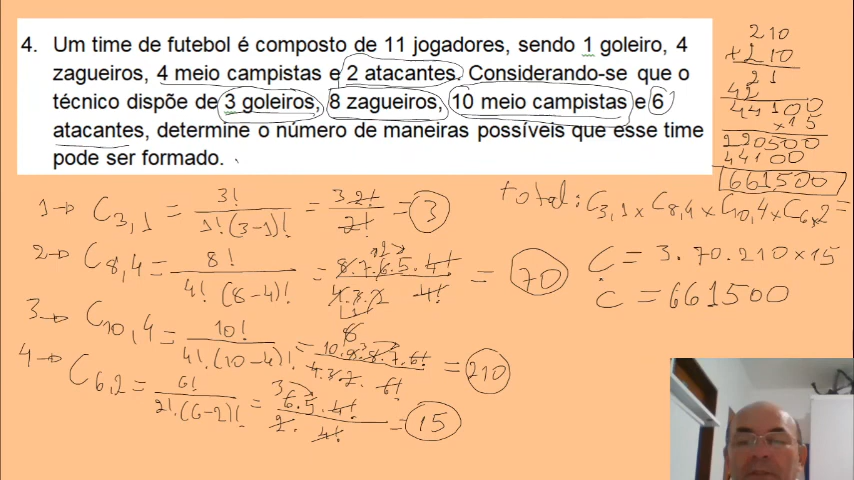 4. Um time de futebol é composto de 11 jogadores, sendo 1 goleiro, 4
zagueiros, 4 meio campistas e 2 atacantes. Considerando-se que o
técnico dispõe de 3 goleiros, 8 zagueiros, 10 meio campistas e 6
atacantes, determine o número de maneiras possíveis que esse time
pode ser formado.
210
× 210
21
42
44100
×15
220500
44100
661500
1→ C3,1 = 3! / 1!(3-1)! = 3.2! / 2! = 3
2→ C8,4 = 8! / 4!(8-4)! = 8.7.6.5.4! / 4.3.2 4! = 70
3→ C10,4 = 10! / 4!.(10-4)! = 10.9.8.7.6! / 4.3.2.6! = 210
4→ C6,2 = 6! / 2!.(6-2)! = 6.5.4! / 2.4! = 15
total: C3,1 x C8,4 x C10,4 x C6,2 =
C = 3.70.210x15
C = 661500